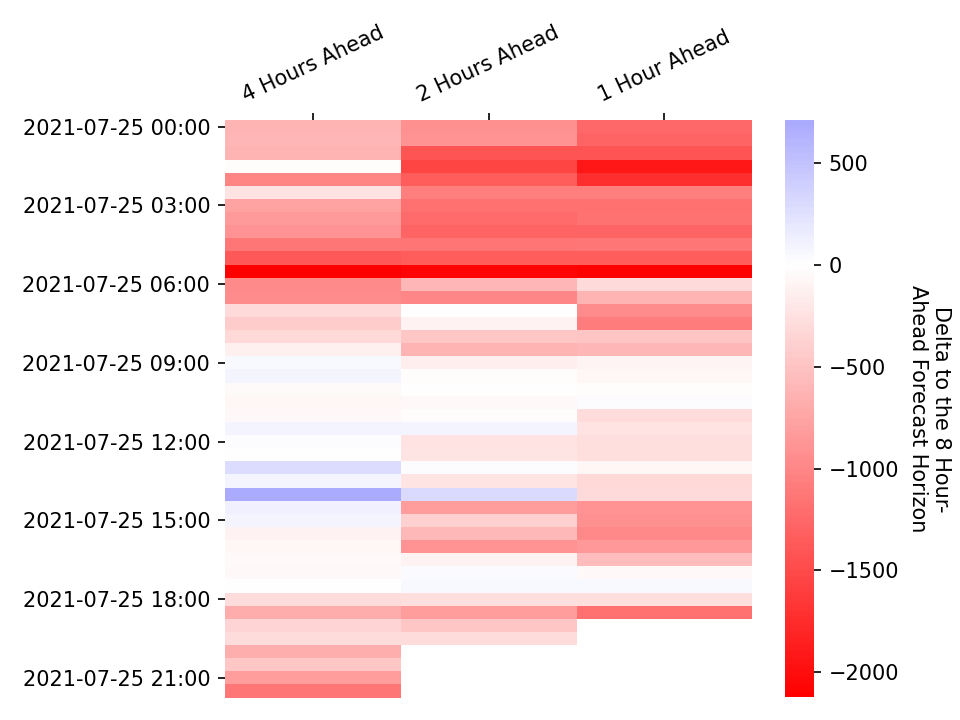 4 Hours Ahead
2 Hours Ahead
1 Hour Ahead
2021-07-25 00:00
2021-07-25 03:00
2021-07-25 06:00
2021-07-25 09:00
2021-07-25 12:00
2021-07-25 15:00
2021-07-25 18:00
2021-07-25 21:00
500
0
−500
−1000
−1500
−2000
Delta to the 8 Hour-
Ahead Forecast Horizon